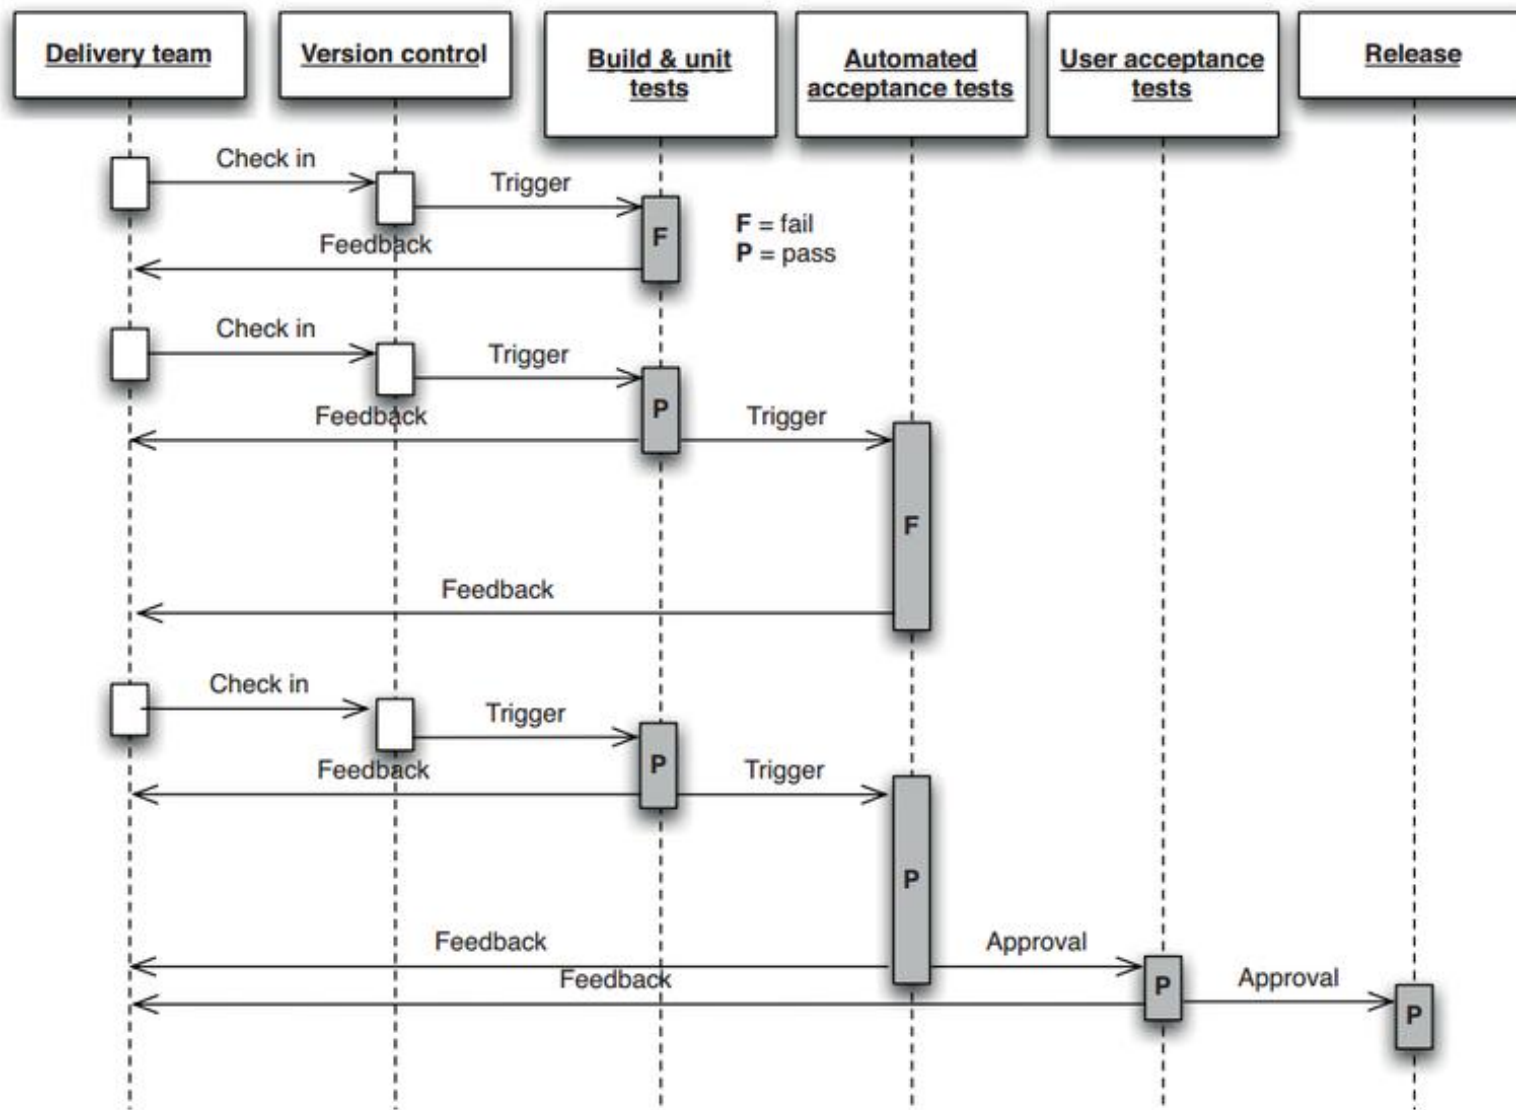 Delivery team
Version control
Build & unit
tests
Automated
acceptance tests
User acceptance
tests
Release
Check in
Trigger
F
F = fail
P = pass
Feedback
Check in
Trigger
P
Feedback
Trigger
F
Feedback
Check in
Trigger
P
Feedback
Trigger
P
Feedback
Approval
Feedback
P
Approval
P